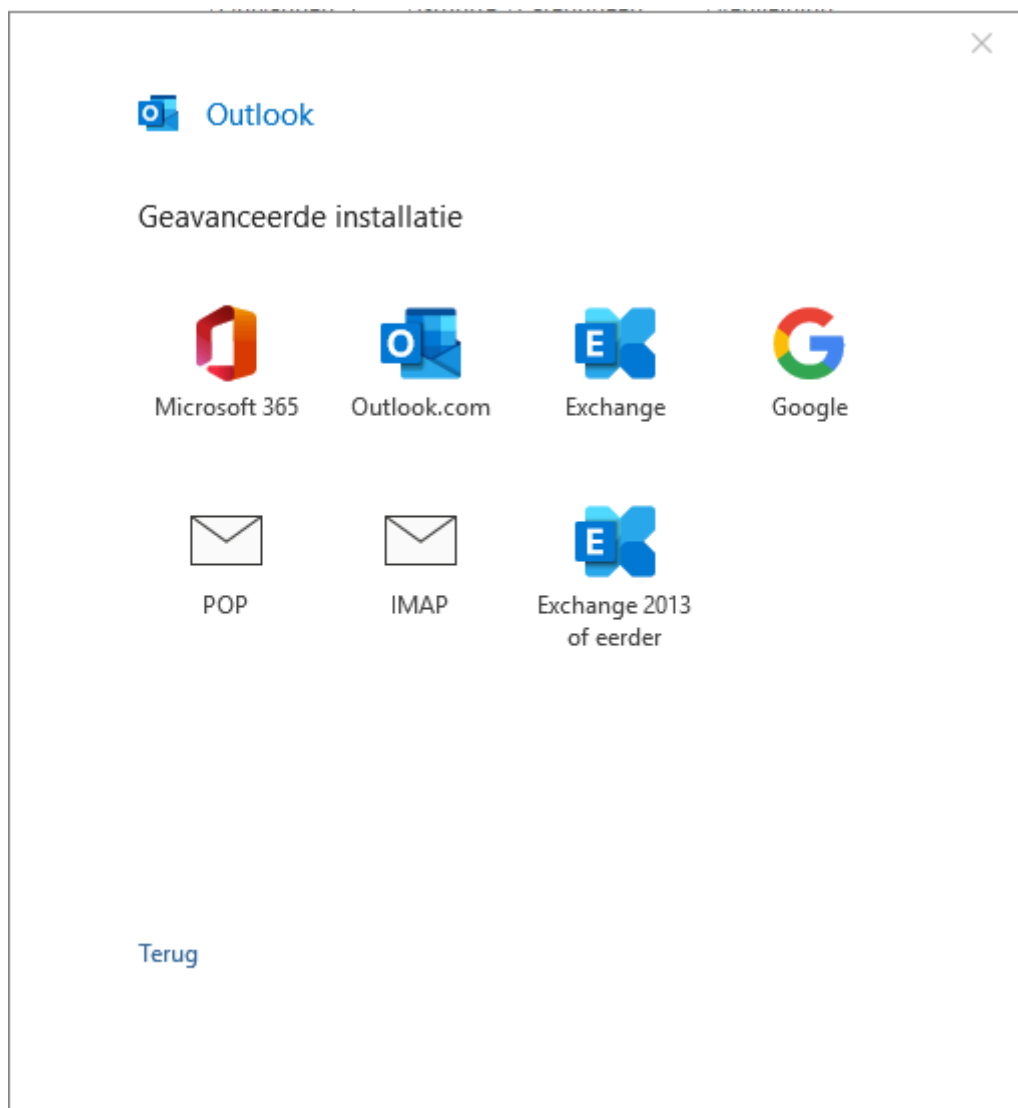 Outlook
Geavanceerde installatie
Microsoft 365
Outlook.com
Exchange
Google
POP
IMAP
Exchange 2013
of eerder
Terug